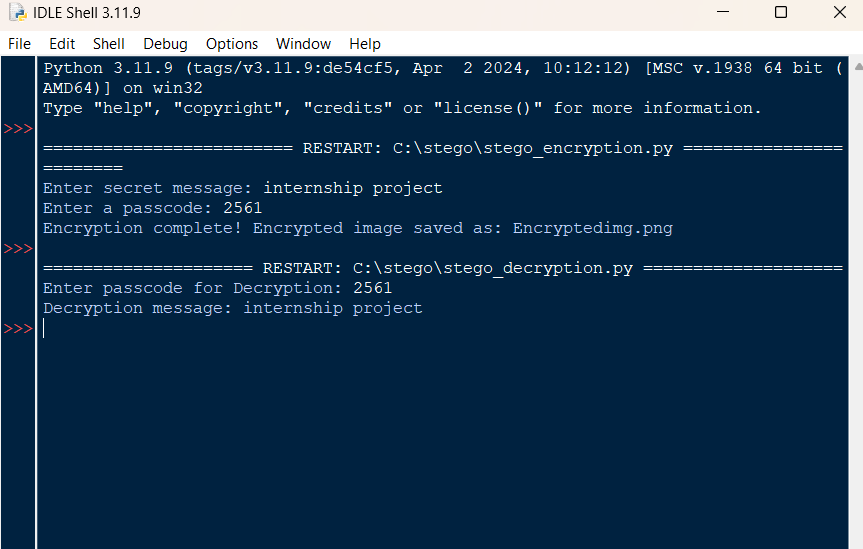 IDLE Shell 3.11.9
File Edit Shell Debug Options Window Help
Python 3.11.9 (tags/v3.11.9:de54cf5, Apr  2 2024, 10:12:12) [MSC v.1938 64 bit (
AMD64)] on win32
Type "help", "copyright", "credits" or "license()" for more information.
>>>
========================= RESTART: C:\stego\stego_encryption.py ================
========
Enter secret message: internship project
Enter a passcode: 2561
Encryption complete! Encrypted image saved as: Encryptedimg.png
>>>
===================== RESTART: C:\stego\stego_decryption.py ====================
Enter passcode for Decryption: 2561
Decryption message: internship project
>>>